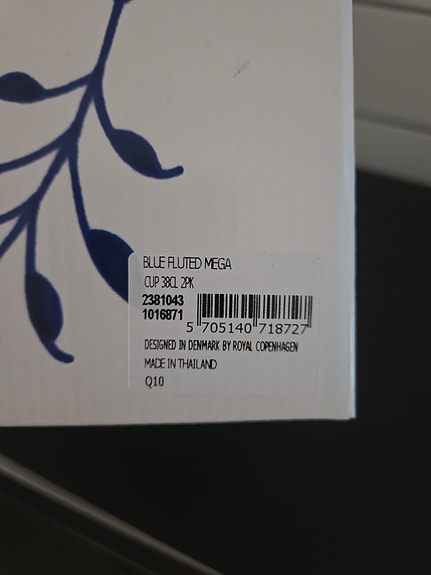 BLUE FLUTED MEGA
CUP 38CL 2PK
2381043
1016871
5 705140 718727
DESIGNED IN DENMARK BY ROYAL COPENHAGEN
MADE IN THAILAND
Q10